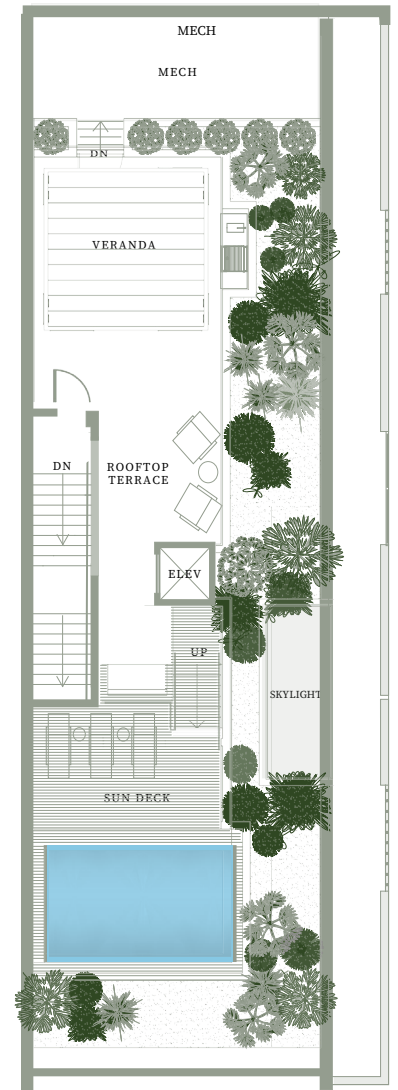 MECH
MECH
DN
VERANDA
DN
ROOFTOP
TERRACE
ELEV
UP
SKYLIGHT
SUN DECK